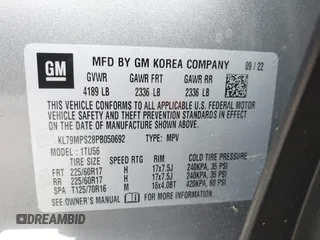 GM
MFD BY GM KOREA COMPANY 09 / 22
GVWR GAWR FRT GAWR RR
4189 LB 2336 LB 2336 LB
THIS VEHICLE CONFORMS TO ALL APPLICABLE U.S. FEDERAL MOTOR
VEHICLE SAFETY,
STANDARDS IN EFFECT ON THE DATE OF MANUFACTURE SHOWN ABOVE.
KL79MPS28PB050692 TYPE: MPV
MODEL: 1TU56
TIRE SIZE SPEED RTG RIM COLD TIRE PRESSURE
FRT 225/60R17 H 17x7.5J 240KPA, 35 PSI
RR 225/60R17 H 17x7.5J 240KPA, 35 PSI
SPA T125/70R16 M 16x4.0BT 420KPA, 60 PSI
SEE OWNER'S MANUAL FOR ADDITIONAL INFORMATION
DREAMBID